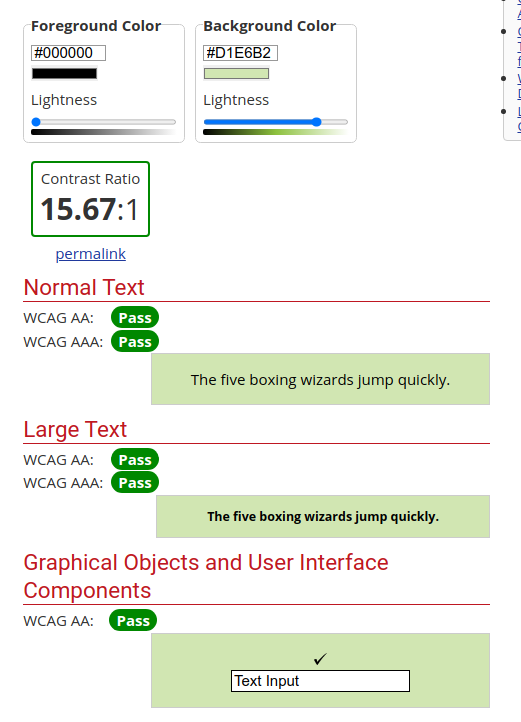 Foreground Color
#000000
Lightness
Background Color
#D1E6B2
Lightness
Contrast Ratio
15.67:1
permalink
Normal Text
WCAG AA: Pass
WCAG AAA: Pass
The five boxing wizards jump quickly.
Large Text
WCAG AA: Pass
WCAG AAA: Pass
The five boxing wizards jump quickly.
Graphical Objects and User Interface
Components
WCAG AA: Pass
✓
Text Input